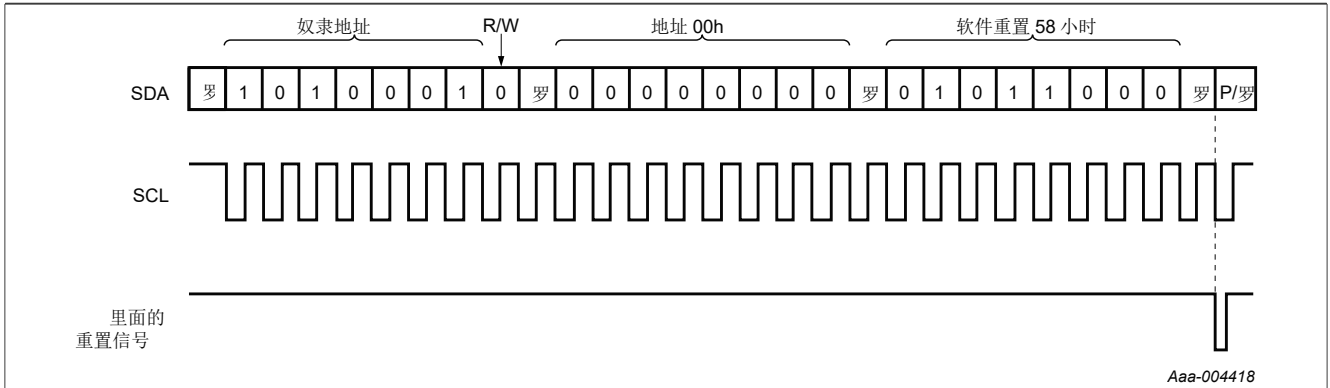 奴隶地址 R/W 地址 00h 软件重置 58 小时
SDA 罗 1 0 1 0 0 0 1 0 罗 0 0 0 0 0 0 0 0 罗 0 1 0 1 1 0 0 0 罗 P/罗
SCL
里面的
重置信号
Aaa-004418